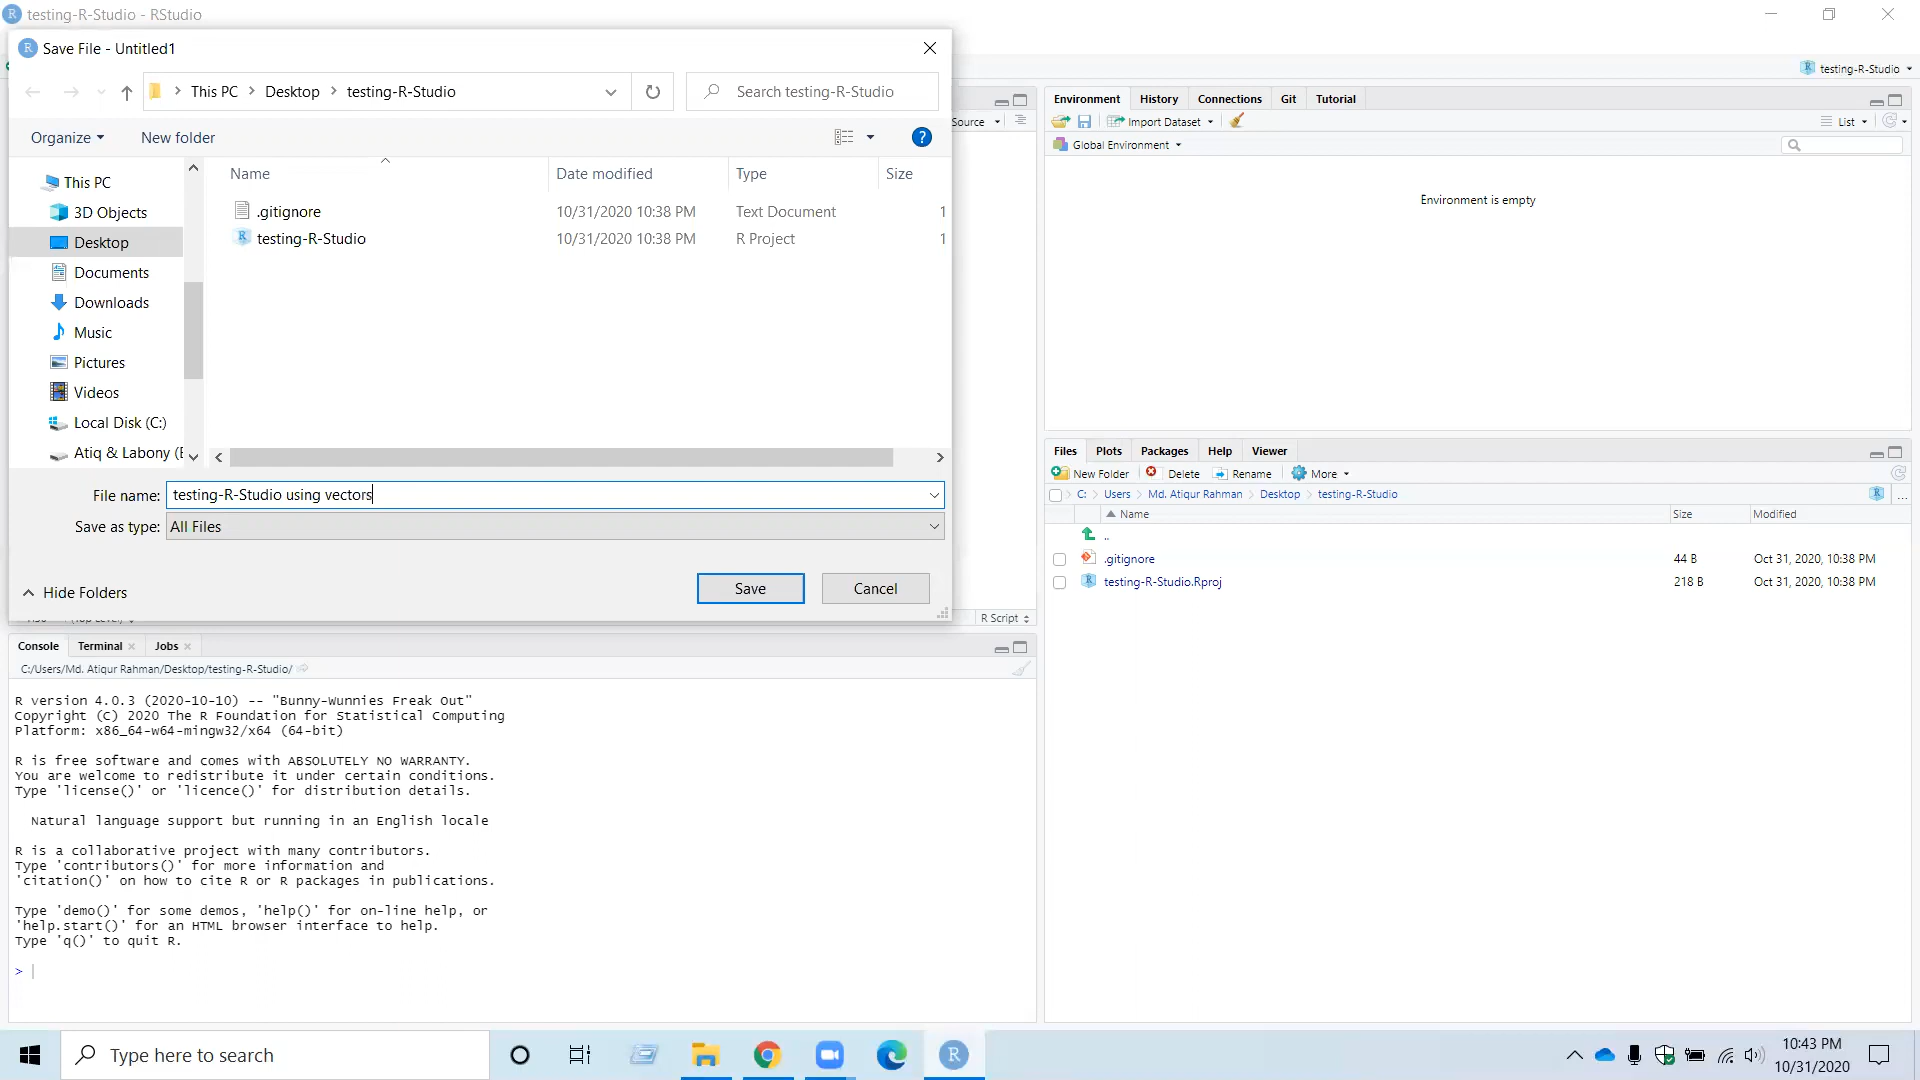 testing-R-Studio - RStudio
Save File - Untitled1
This PC > Desktop > testing-R-Studio
Search testing-R-Studio
Organize
New folder
Name Date modified Type Size
.gitignore 10/31/2020 10:38 PM Text Document 1
testing-R-Studio 10/31/2020 10:38 PM R Project 1
This PC
3D Objects
Desktop
Documents
Downloads
Music
Pictures
Videos
Local Disk (C:)
Atiq & Labony (E
File name: testing-R-Studio using vectors
Save as type: All Files
Hide Folders
Save
Cancel
Source
R Script
testing-R-Studio
Environment History Connections Git Tutorial
Import Dataset
List
Global Environment
Environment is empty
Files Plots Packages Help Viewer
New Folder Delete Rename More
C: > Users > Md. Atiqur Rahman > Desktop > testing-R-Studio
...
Name Size Modified
..
.gitignore 44 B Oct 31, 2020, 10:38 PM
testing-R-Studio.Rproj 218 B Oct 31, 2020, 10:38 PM
Console Terminal Jobs
C:/Users/Md. Atiqur Rahman/Desktop/testing-R-Studio/
R version 4.0.3 (2020-10-10) -- "Bunny-Wunnies Freak Out"
Copyright (C) 2020 The R Foundation for Statistical Computing
Platform: x86_64-w64-mingw32/x64 (64-bit)
R is free software and comes with ABSOLUTELY NO WARRANTY.
You are welcome to redistribute it under certain conditions.
Type 'license()' or 'licence()' for distribution details.
Natural language support but running in an English locale
R is a collaborative project with many contributors.
Type 'contributors()' for more information and
'citation()' on how to cite R or R packages in publications.
Type 'demo()' for some demos, 'help()' for on-line help, or
'help.start()' for an HTML browser interface to help.
Type 'q()' to quit R.
>
Type here to search
10:43 PM
10/31/2020